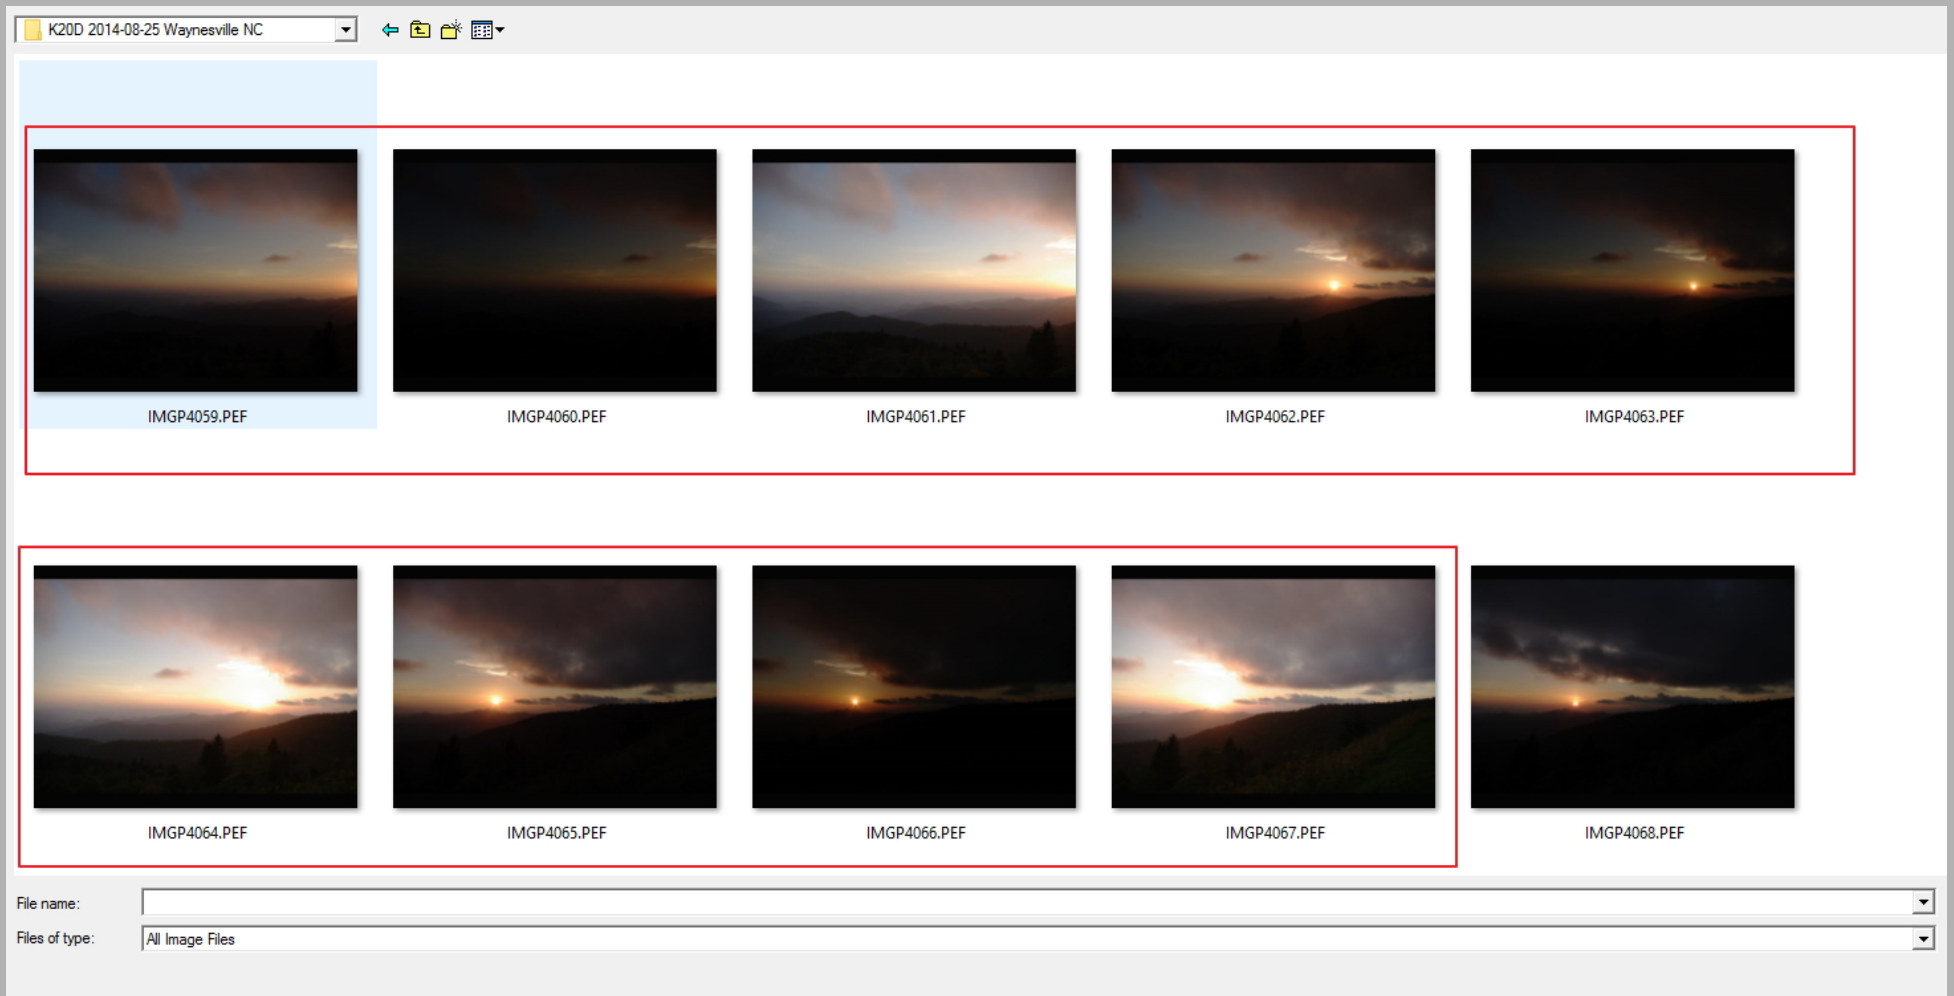 K20D 2014-08-25 Waynesville NC
IMGP4059.PEF
IMGP4060.PEF
IMGP4061.PEF
IMGP4062.PEF
IMGP4063.PEF
IMGP4064.PEF
IMGP4065.PEF
IMGP4066.PEF
IMGP4067.PEF
IMGP4068.PEF
File name:
Files of type: All Image Files